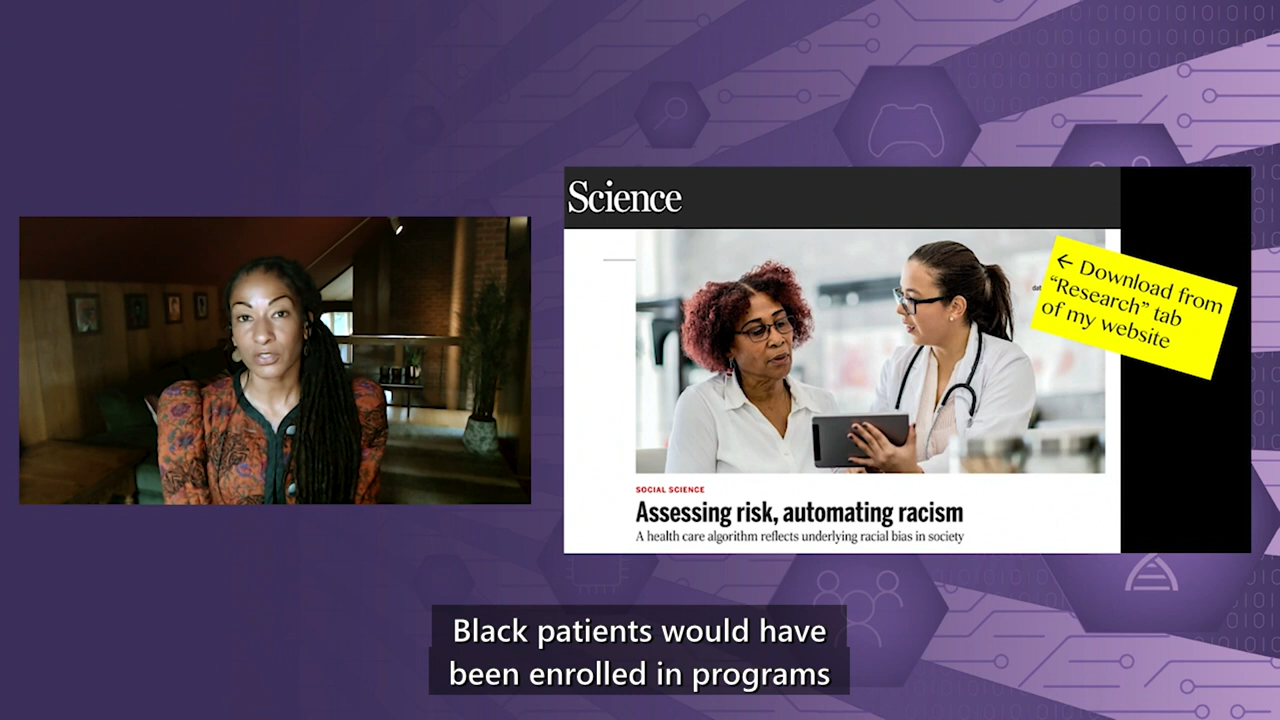 Science
← Download from
“Research” tab
of my website
SOCIAL SCIENCE
Assessing risk, automating racism
A health care algorithm reflects underlying racial bias in society
Black patients would have
been enrolled in programs